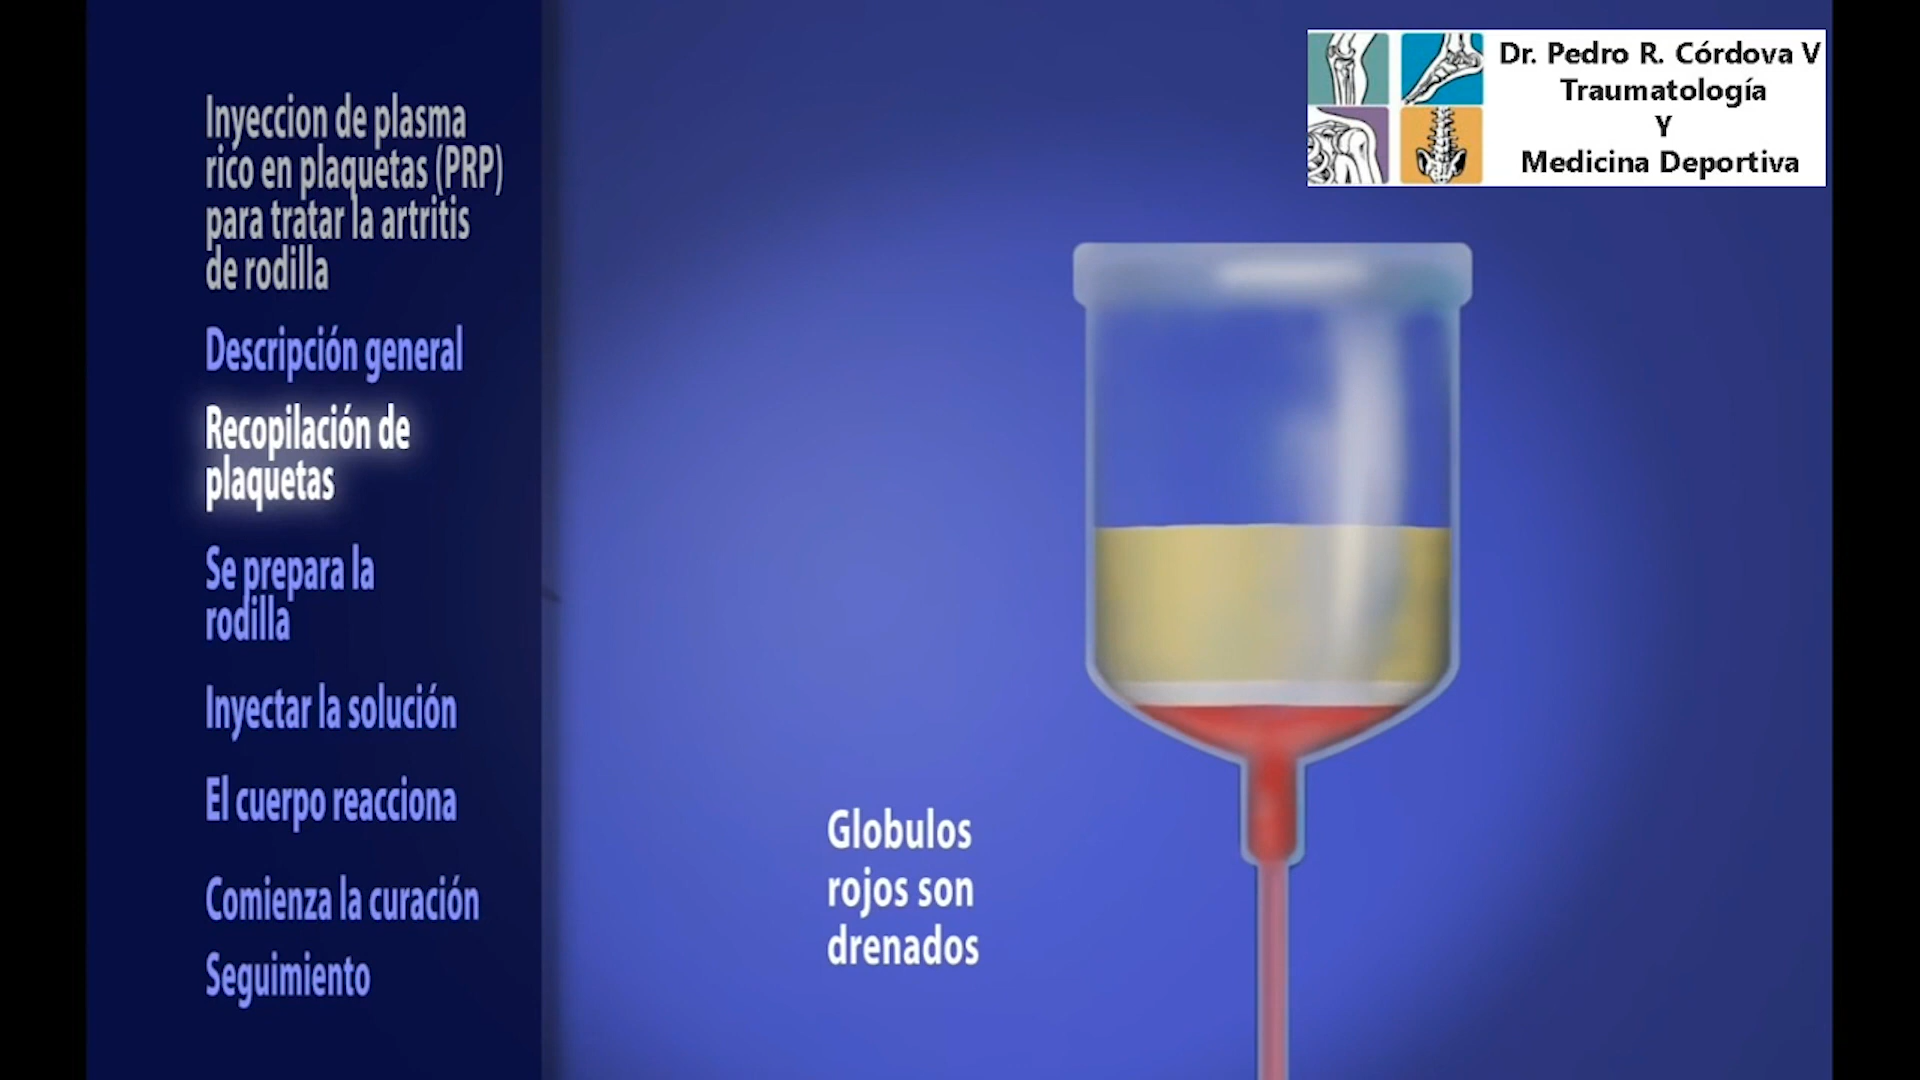 Inyeccion de plasma
rico en plaquetas (PRP)
para tratar la artritis
de rodilla
Descripción general
Recopilación de
plaquetas
Se prepara la
rodilla
Inyectar la solución
El cuerpo reacciona
Comienza la curación
Seguimiento
Dr. Pedro R. Córdova V
Traumatología
Y
Medicina Deportiva
Globulos
rojos son
drenados